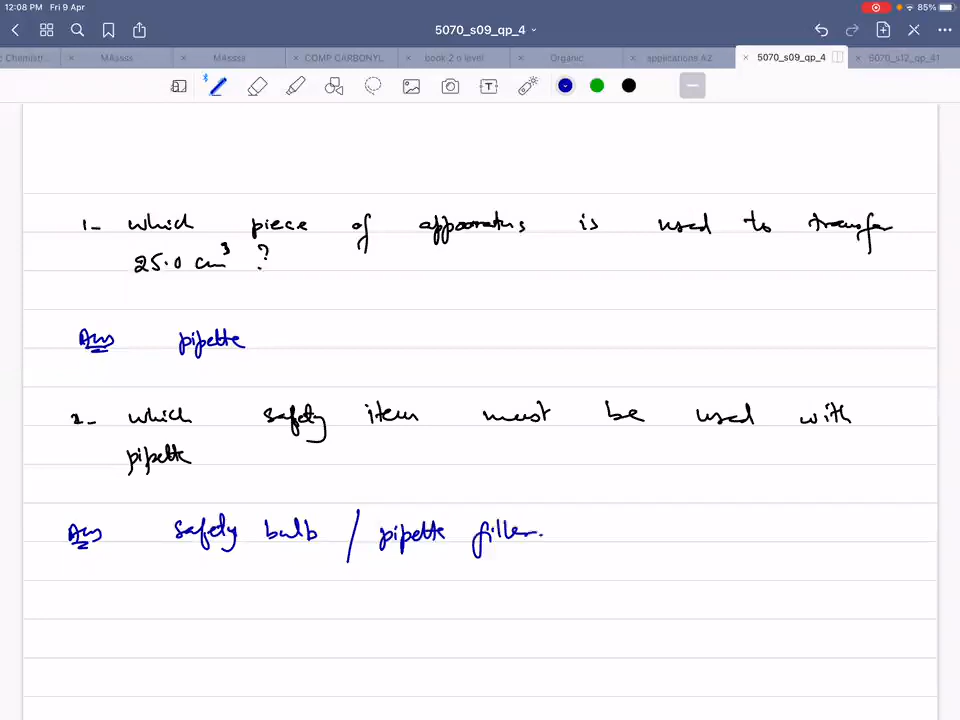 12:08 PM Fri 9 Apr
85%
5070_s09_qp_4
Chemist...
MAssss
MAssss
COMP CARBONYL
book 2 o level
Organic
applications A2
5070_s09_qp_4
5070_s12_qp_41
1- which piece of apparatus is used to transfer
25.0 cm³ ?
Ans pipette
2- which safety item must be used with
pipette
Ans safety bulb / pipette filler.